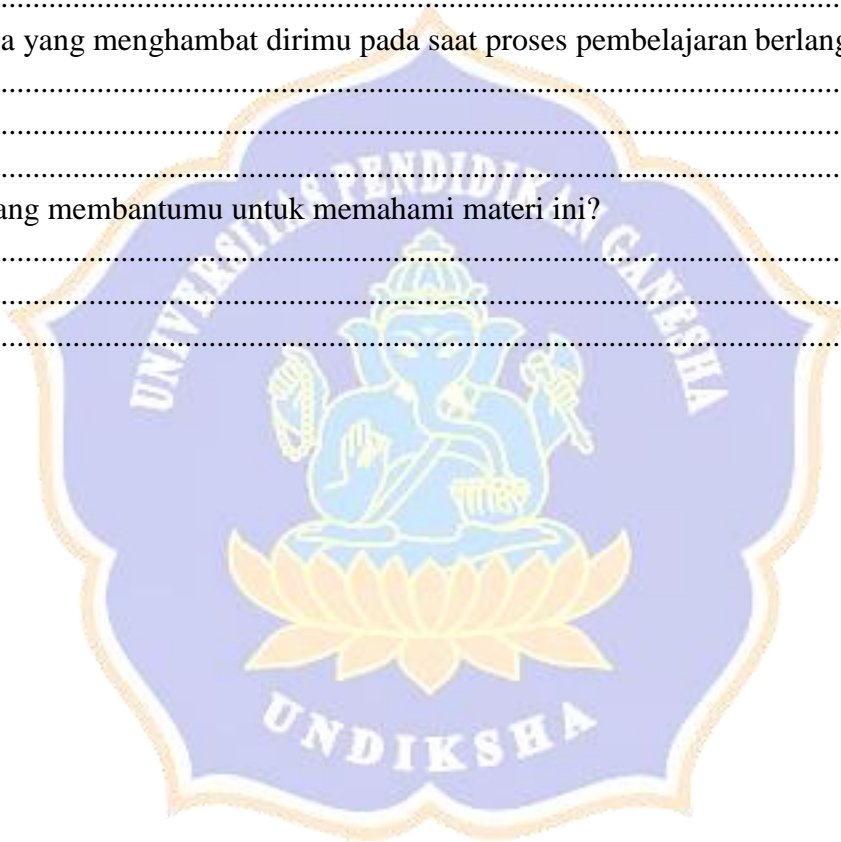 ................................................................................................................
a yang menghambat dirimu pada saat proses pembelajaran berlang
................................................................................................................
................................................................................................................
................................................................................................................
ang membantumu untuk memahami materi ini?
................................................................................................................
................................................................................................................
................................................................................................................
UNIVERSITAS PENDIDIKAN GANESHA
UNDIKSHA